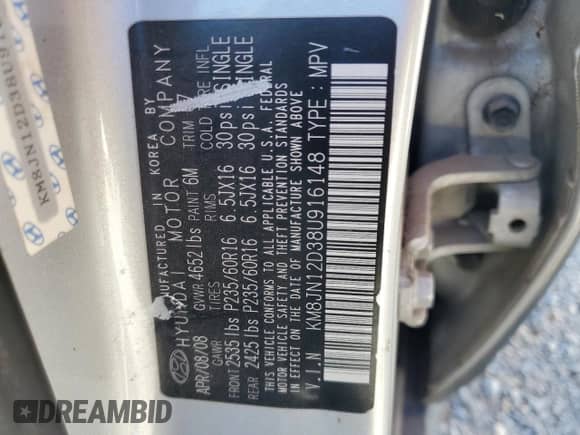 MANUFACTURED IN KOREA BY
HYUNDAI MOTOR COMPANY
APR/08/08 GVWR 4652 lbs PAINT 6M TRIM
GAWR TIRES RIMS COLD TIRE INFL
FRONT 2535 lbs P235/60R16 6.5JX16 30psi SINGLE
REAR 2425 lbs P235/60R16 6.5JX16 30psi SINGLE
THIS VEHICLE CONFORMS TO ALL APPLICABLE U.S.A. FEDERAL
MOTOR VEHICLE SAFETY AND THEFT PREVENTION STANDARDS
IN EFFECT ON THE DATE OF MANUFACTURE SHOWN ABOVE
V.I.N KM8JN12D38U916148 TYPE : MPV
KM8JN12D38U91
DREAMBID